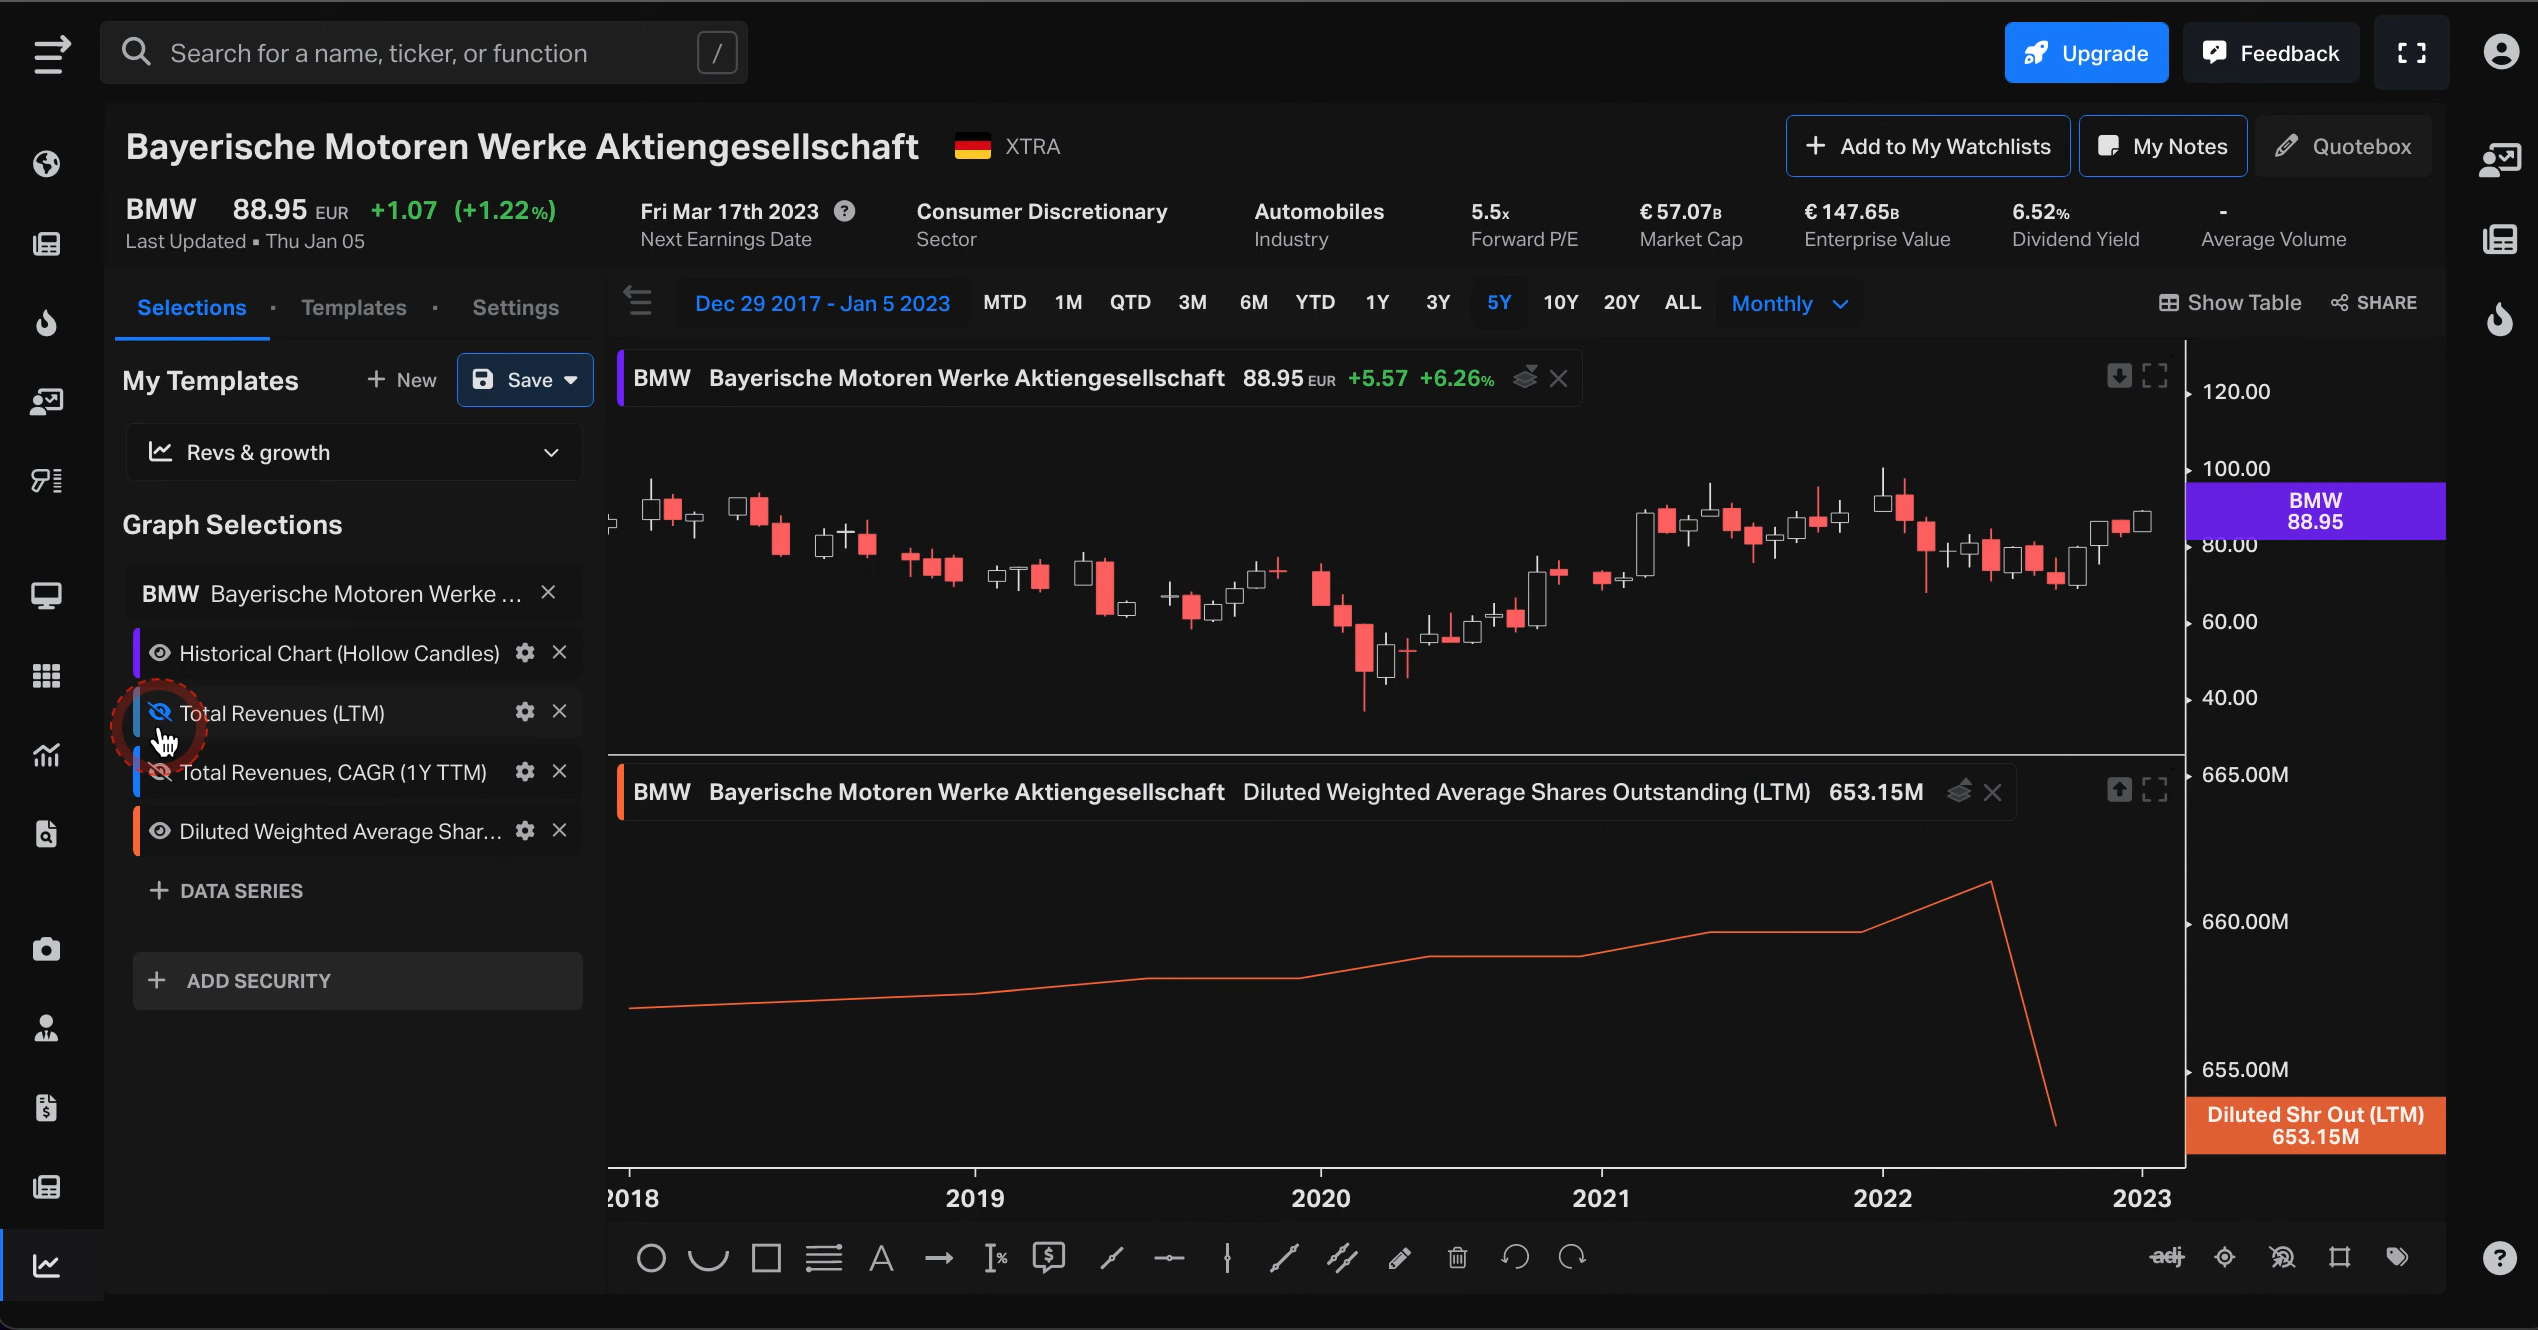 Search for a name, ticker, or function /
Upgrade
Feedback
Bayerische Motoren Werke Aktiengesellschaft XTRA
+ Add to My Watchlists
My Notes
Quotebox
BMW 88.95 EUR +1.07 (+1.22%)
Last Updated ▪ Thu Jan 05
Fri Mar 17th 2023 ?
Next Earnings Date
Consumer Discretionary
Sector
Automobiles
Industry
5.5x
Forward P/E
€ 57.07B
Market Cap
€ 147.65B
Enterprise Value
6.52%
Dividend Yield
-
Average Volume
Selections · Templates · Settings
Dec 29 2017 - Jan 5 2023 MTD 1M QTD 3M 6M YTD 1Y 3Y 5Y 10Y 20Y ALL Monthly
Show Table
SHARE
My Templates
+ New
Save
Revs & growth
Graph Selections
BMW Bayerische Motoren Werke ...
Historical Chart (Hollow Candles)
Total Revenues (LTM)
Total Revenues, CAGR (1Y TTM)
Diluted Weighted Average Shar...
+ DATA SERIES
+ ADD SECURITY
BMW Bayerische Motoren Werke Aktiengesellschaft 88.95 EUR +5.57 +6.26%
120.00
100.00
BMW
88.95
80.00
60.00
40.00
BMW Bayerische Motoren Werke Aktiengesellschaft Diluted Weighted Average Shares Outstanding (LTM) 653.15M
665.00M
660.00M
655.00M
Diluted Shr Out (LTM)
653.15M
2018 2019 2020 2021 2022 2023
A
%
$
adj
?